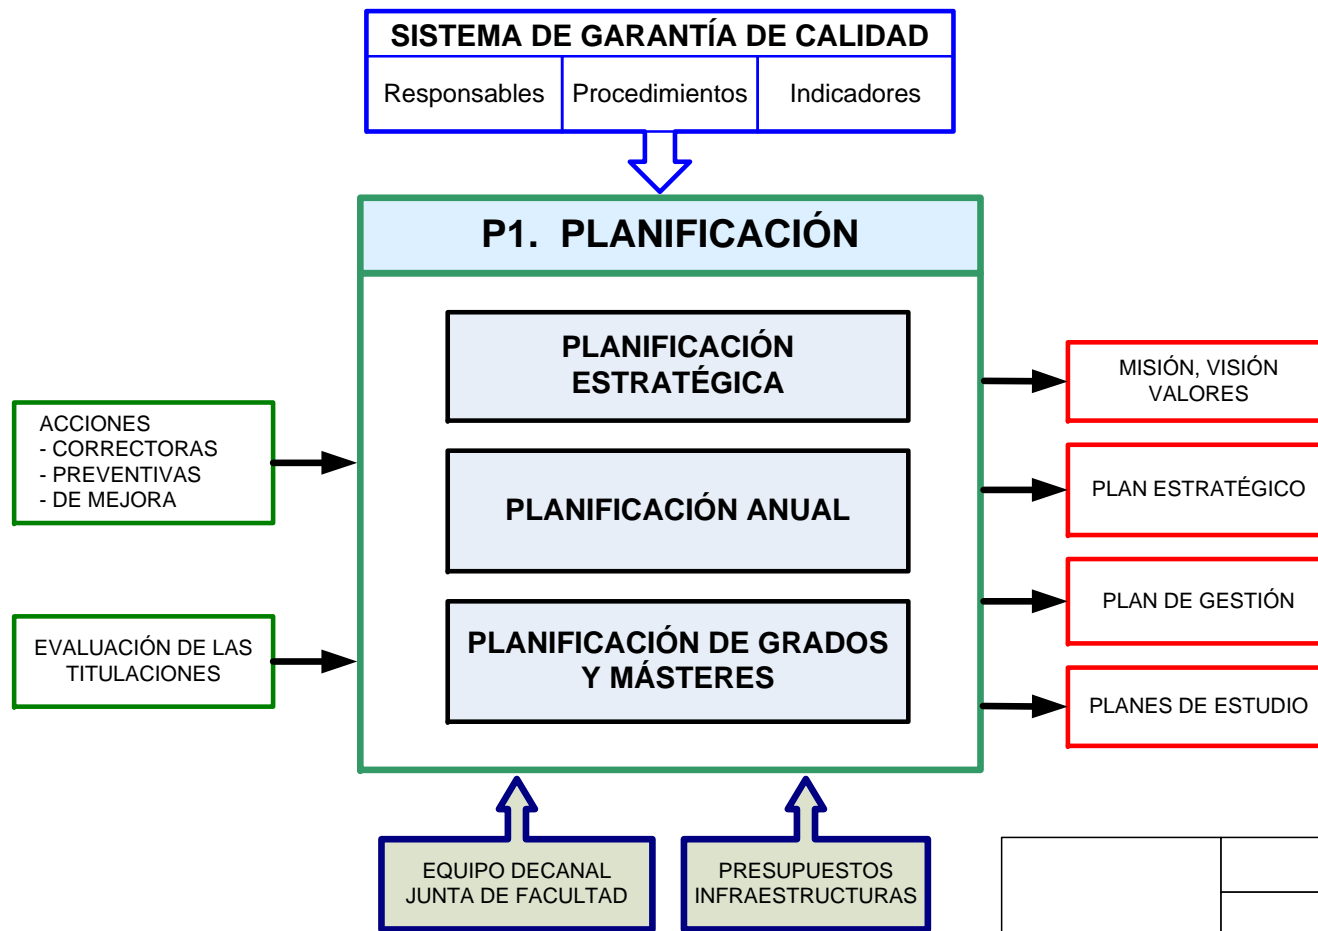 SISTEMA DE GARANTÍA DE CALIDAD
Responsables
Procedimientos
Indicadores
P1. PLANIFICACIÓN
PLANIFICACIÓN
ESTRATÉGICA
PLANIFICACIÓN ANUAL
PLANIFICACIÓN DE GRADOS
Y MÁSTERES
ACCIONES
- CORRECTORAS
- PREVENTIVAS
- DE MEJORA
EVALUACIÓN DE LAS
TITULACIONES
MISIÓN, VISIÓN
VALORES
PLAN ESTRATÉGICO
PLAN DE GESTIÓN
PLANES DE ESTUDIO
EQUIPO DECANAL
JUNTA DE FACULTAD
PRESUPUESTOS
INFRAESTRUCTURAS